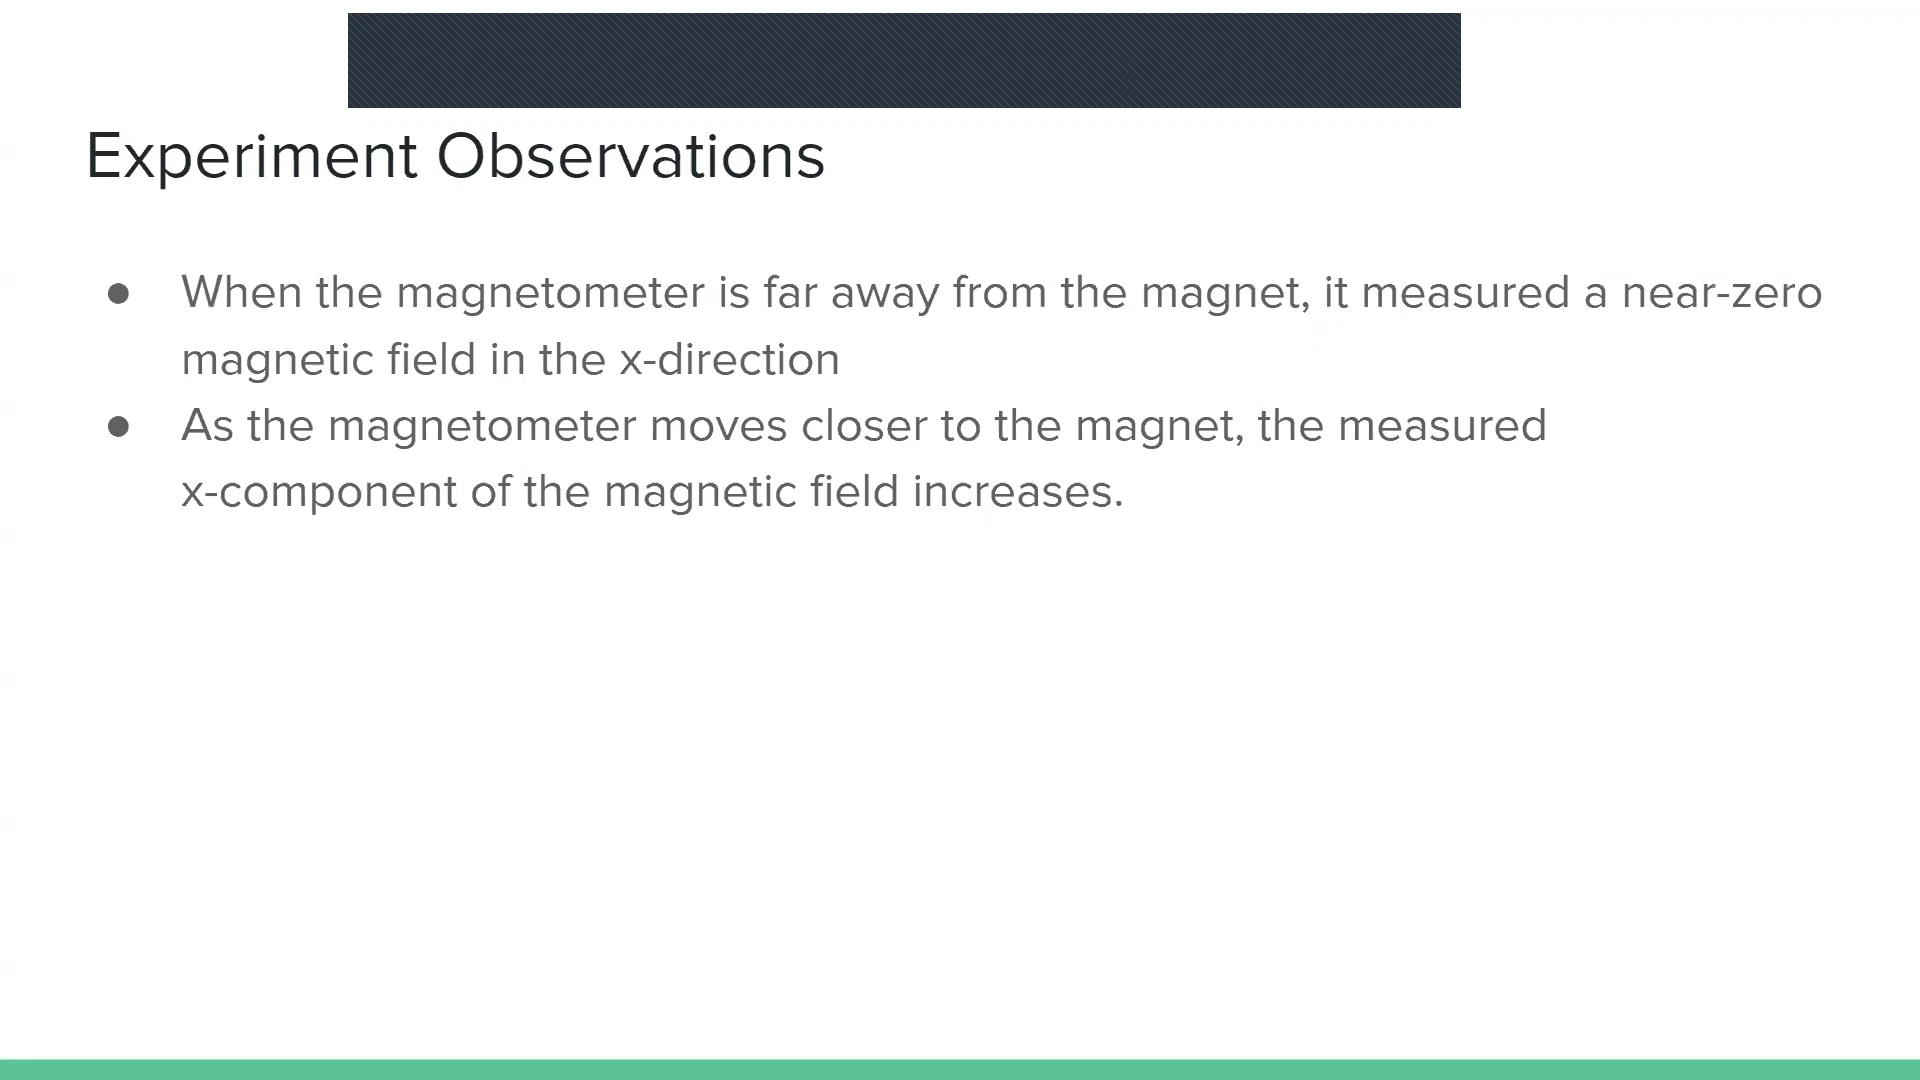 Experiment Observations
● When the magnetometer is far away from the magnet, it measured a near-zero
magnetic field in the x-direction
● As the magnetometer moves closer to the magnet, the measured
x-component of the magnetic field increases.